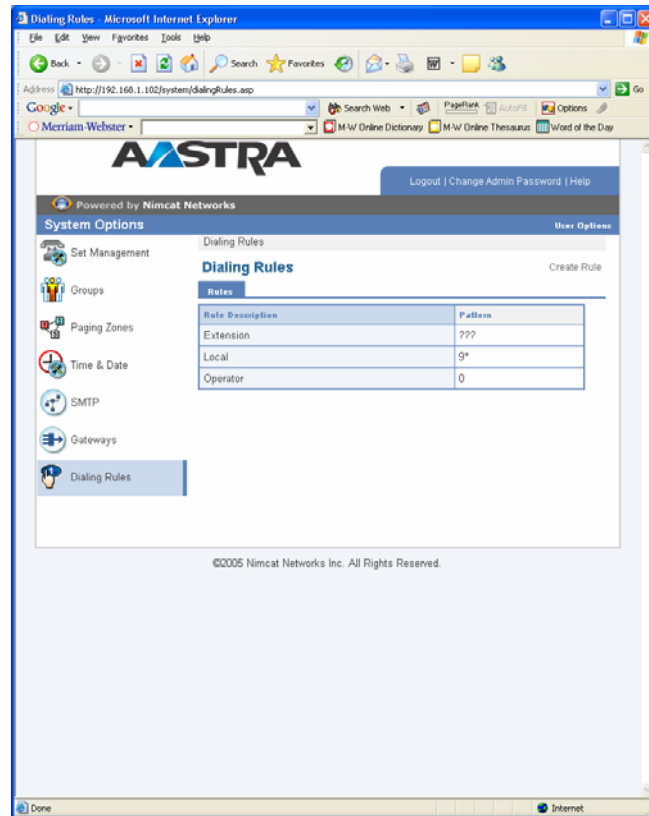 Dialing Rules - Microsoft Internet Explorer
File Edit View Favorites Tools Help
Back Search Favorites
Address http://192.168.1.102/system/dialingRules.asp Go
Google Search Web PageRank AutoFill Options
Merriam-Webster M-W Online Dictionary M-W Online Thesaurus Word of the Day
AASTRA
Logout | Change Admin Password | Help
Powered by Nimcat Networks
System Options User Options
Set Management
Groups
Paging Zones
Time & Date
SMTP
Gateways
Dialing Rules
Dialing Rules
Dialing Rules Create Rule
Rules
Rule Description Pattern
Extension ???
Local 9*
Operator 0
©2005 Nimcat Networks Inc. All Rights Reserved.
Done Internet